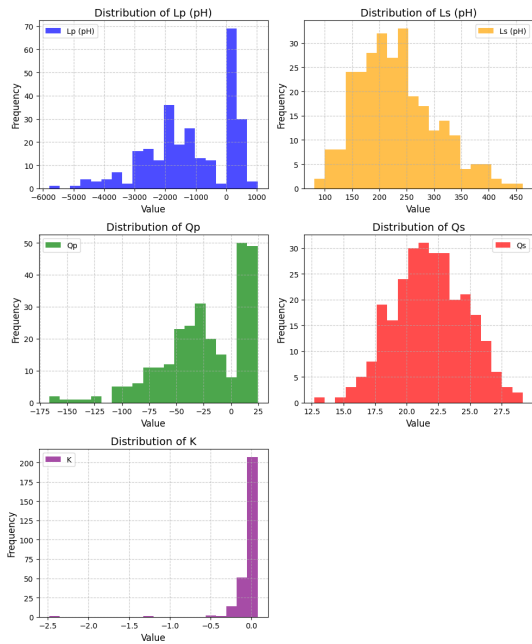 Distribution of Lp (pH)
Lp (pH)
Frequency
70
60
50
40
30
20
10
0
−6000 −5000 −4000 −3000 −2000 −1000 0 1000
Value
Distribution of Ls (pH)
Ls (pH)
Frequency
30
25
20
15
10
5
0
100 150 200 250 300 350 400 450
Value
Distribution of Qp
Qp
Frequency
50
40
30
20
10
0
−175 −150 −125 −100 −75 −50 −25 0 25
Value
Distribution of Qs
Qs
Frequency
30
25
20
15
10
5
0
12.5 15.0 17.5 20.0 22.5 25.0 27.5
Value
Distribution of K
K
Frequency
200
175
150
125
100
75
50
25
0
−2.5 −2.0 −1.5 −1.0 −0.5 0.0
Value